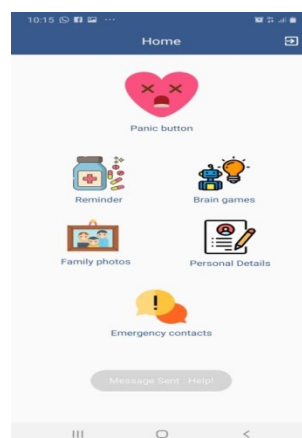 10:15
Home
Panic button
Reminder
Brain games
Family photos
Personal Details
Emergency contacts
Message Sent : Help!